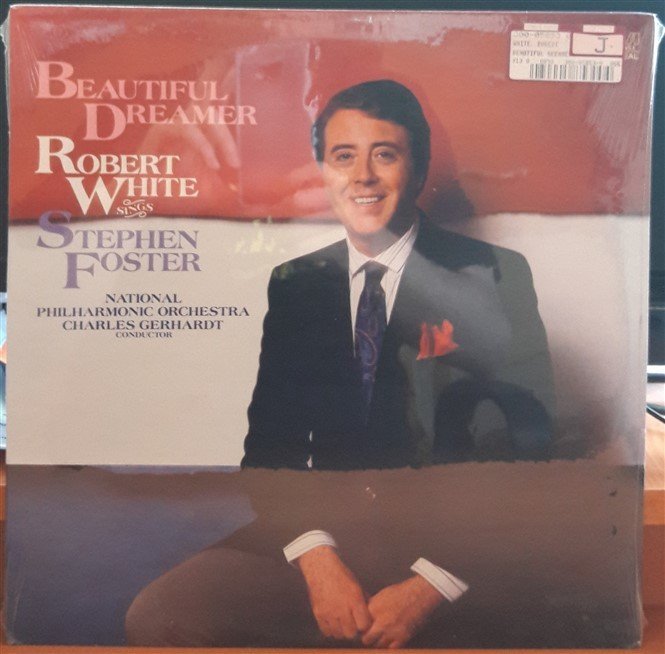 BEAUTIFUL
DREAMER
ROBERT
WHITE
SINGS
STEPHEN
FOSTER
NATIONAL
PHILHARMONIC ORCHESTRA
CHARLES GERHARDT
CONDUCTOR
J
WHITE, ROBERT
BEAUTIFUL DREAMER